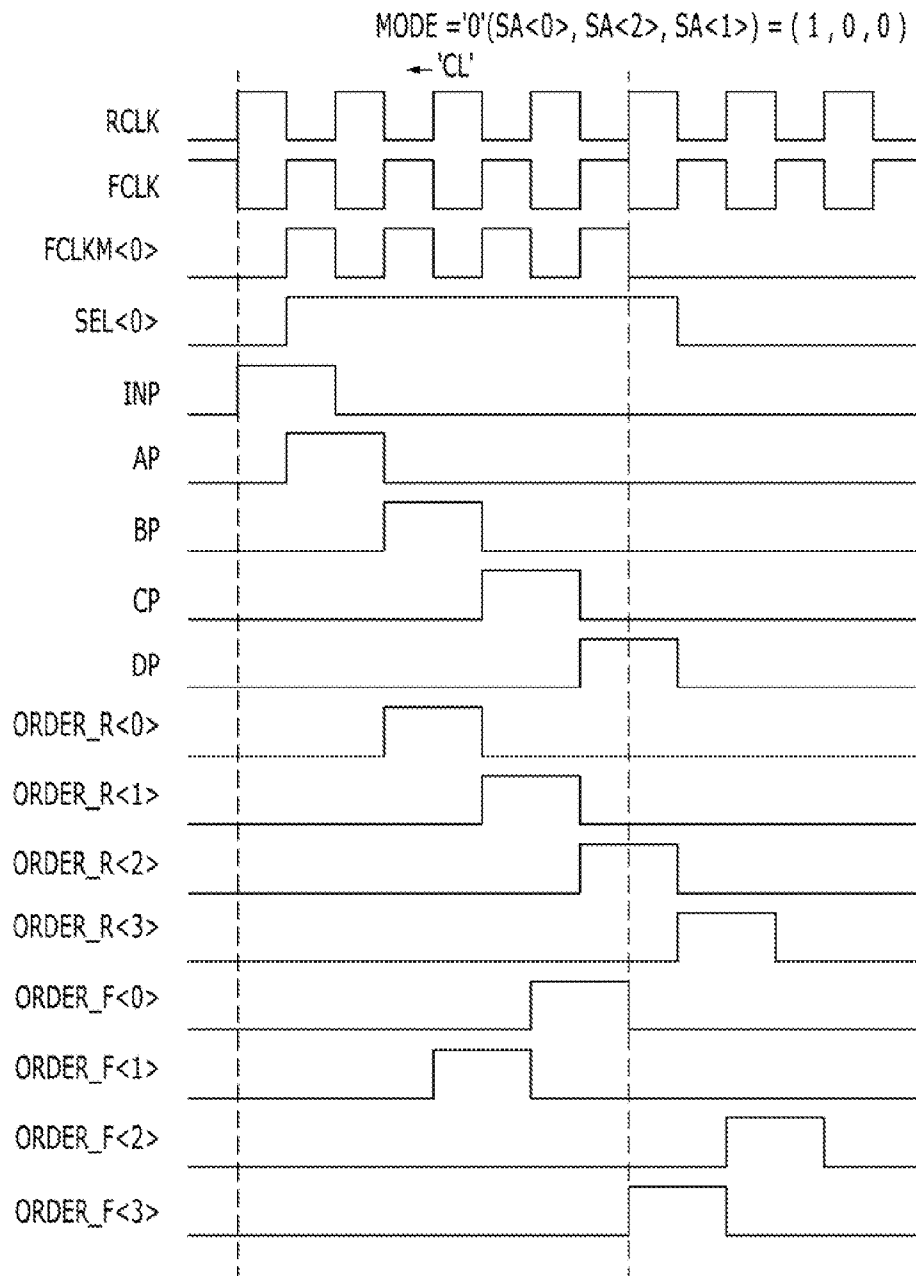 MODE ='0'(SA<0>, SA<2>, SA<1>) = ( 1 , 0 , 0 )
←'CL'
RCLK
FCLK
FCLKM<0>
SEL<0>
INP
AP
BP
CP
DP
ORDER_R<0>
ORDER_R<1>
ORDER_R<2>
ORDER_R<3>
ORDER_F<0>
ORDER_F<1>
ORDER_F<2>
ORDER_F<3>